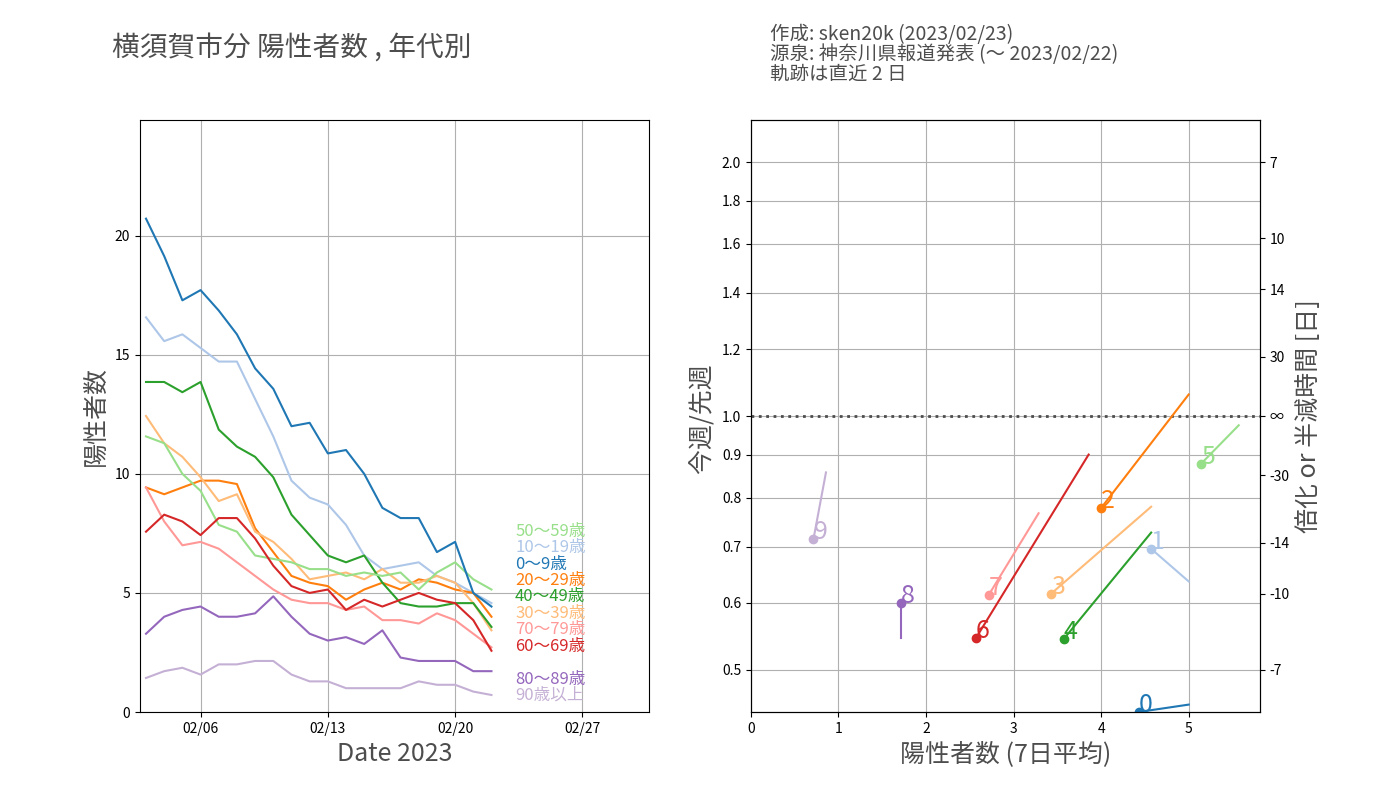 横須賀市分 陽性者数 , 年代別
作成: sken20k (2023/02/23)
源泉: 神奈川県報道発表 (〜 2023/02/22)
軌跡は直近 2 日
陽性者数
20
15
10
5
0
02/06
02/13
02/20
02/27
Date 2023
50〜59歳
10〜19歳
0〜9歳
20〜29歳
40〜49歳
30〜39歳
70〜79歳
60〜69歳
80〜89歳
90歳以上
今週/先週
2.0
1.8
1.6
1.4
1.2
1.0
0.9
0.8
0.7
0.6
0.5
0
1
2
3
4
5
陽性者数 (7日平均)
7
10
14
30
∞
-30
-14
-10
-7
倍化 or 半減時間 [日]
5
2
9
1
3
7
8
6
4
0